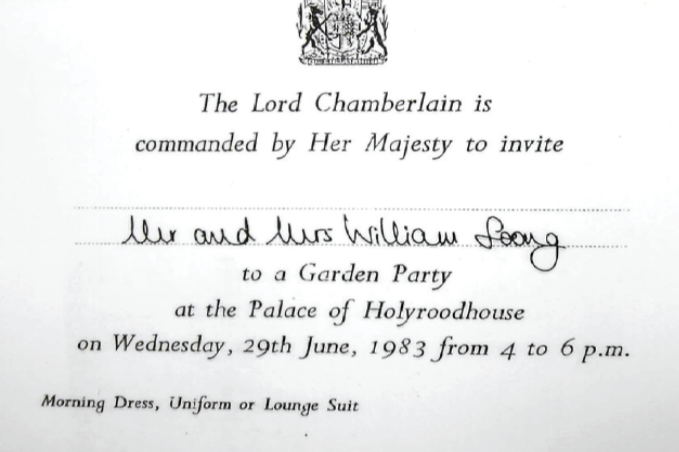 The Lord Chamberlain is
commanded by Her Majesty to invite
Mr and Mrs William Leong
to a Garden Party
at the Palace of Holyroodhouse
on Wednesday, 29th June, 1983 from 4 to 6 p.m.
Morning Dress, Uniform or Lounge Suit